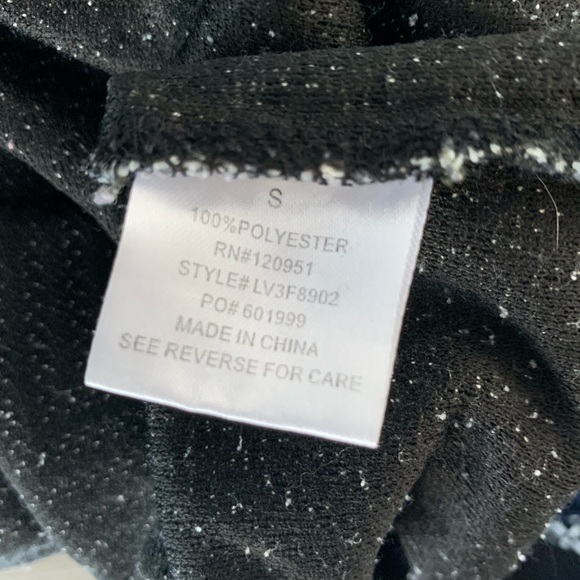 S
100%POLYESTER
RN#120951
STYLE# LV3F8902
PO# 601999
MADE IN CHINA
SEE REVERSE FOR CARE